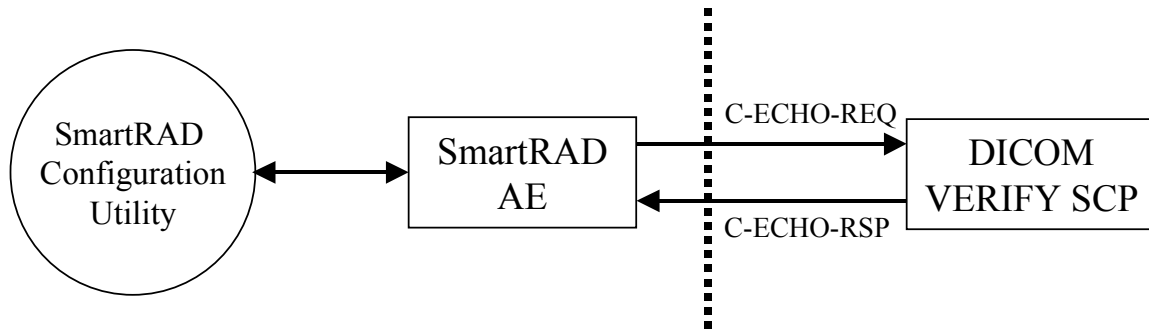 SmartRAD
Configuration
Utility
SmartRAD
AE
C-ECHO-REQ
C-ECHO-RSP
DICOM
VERIFY SCP